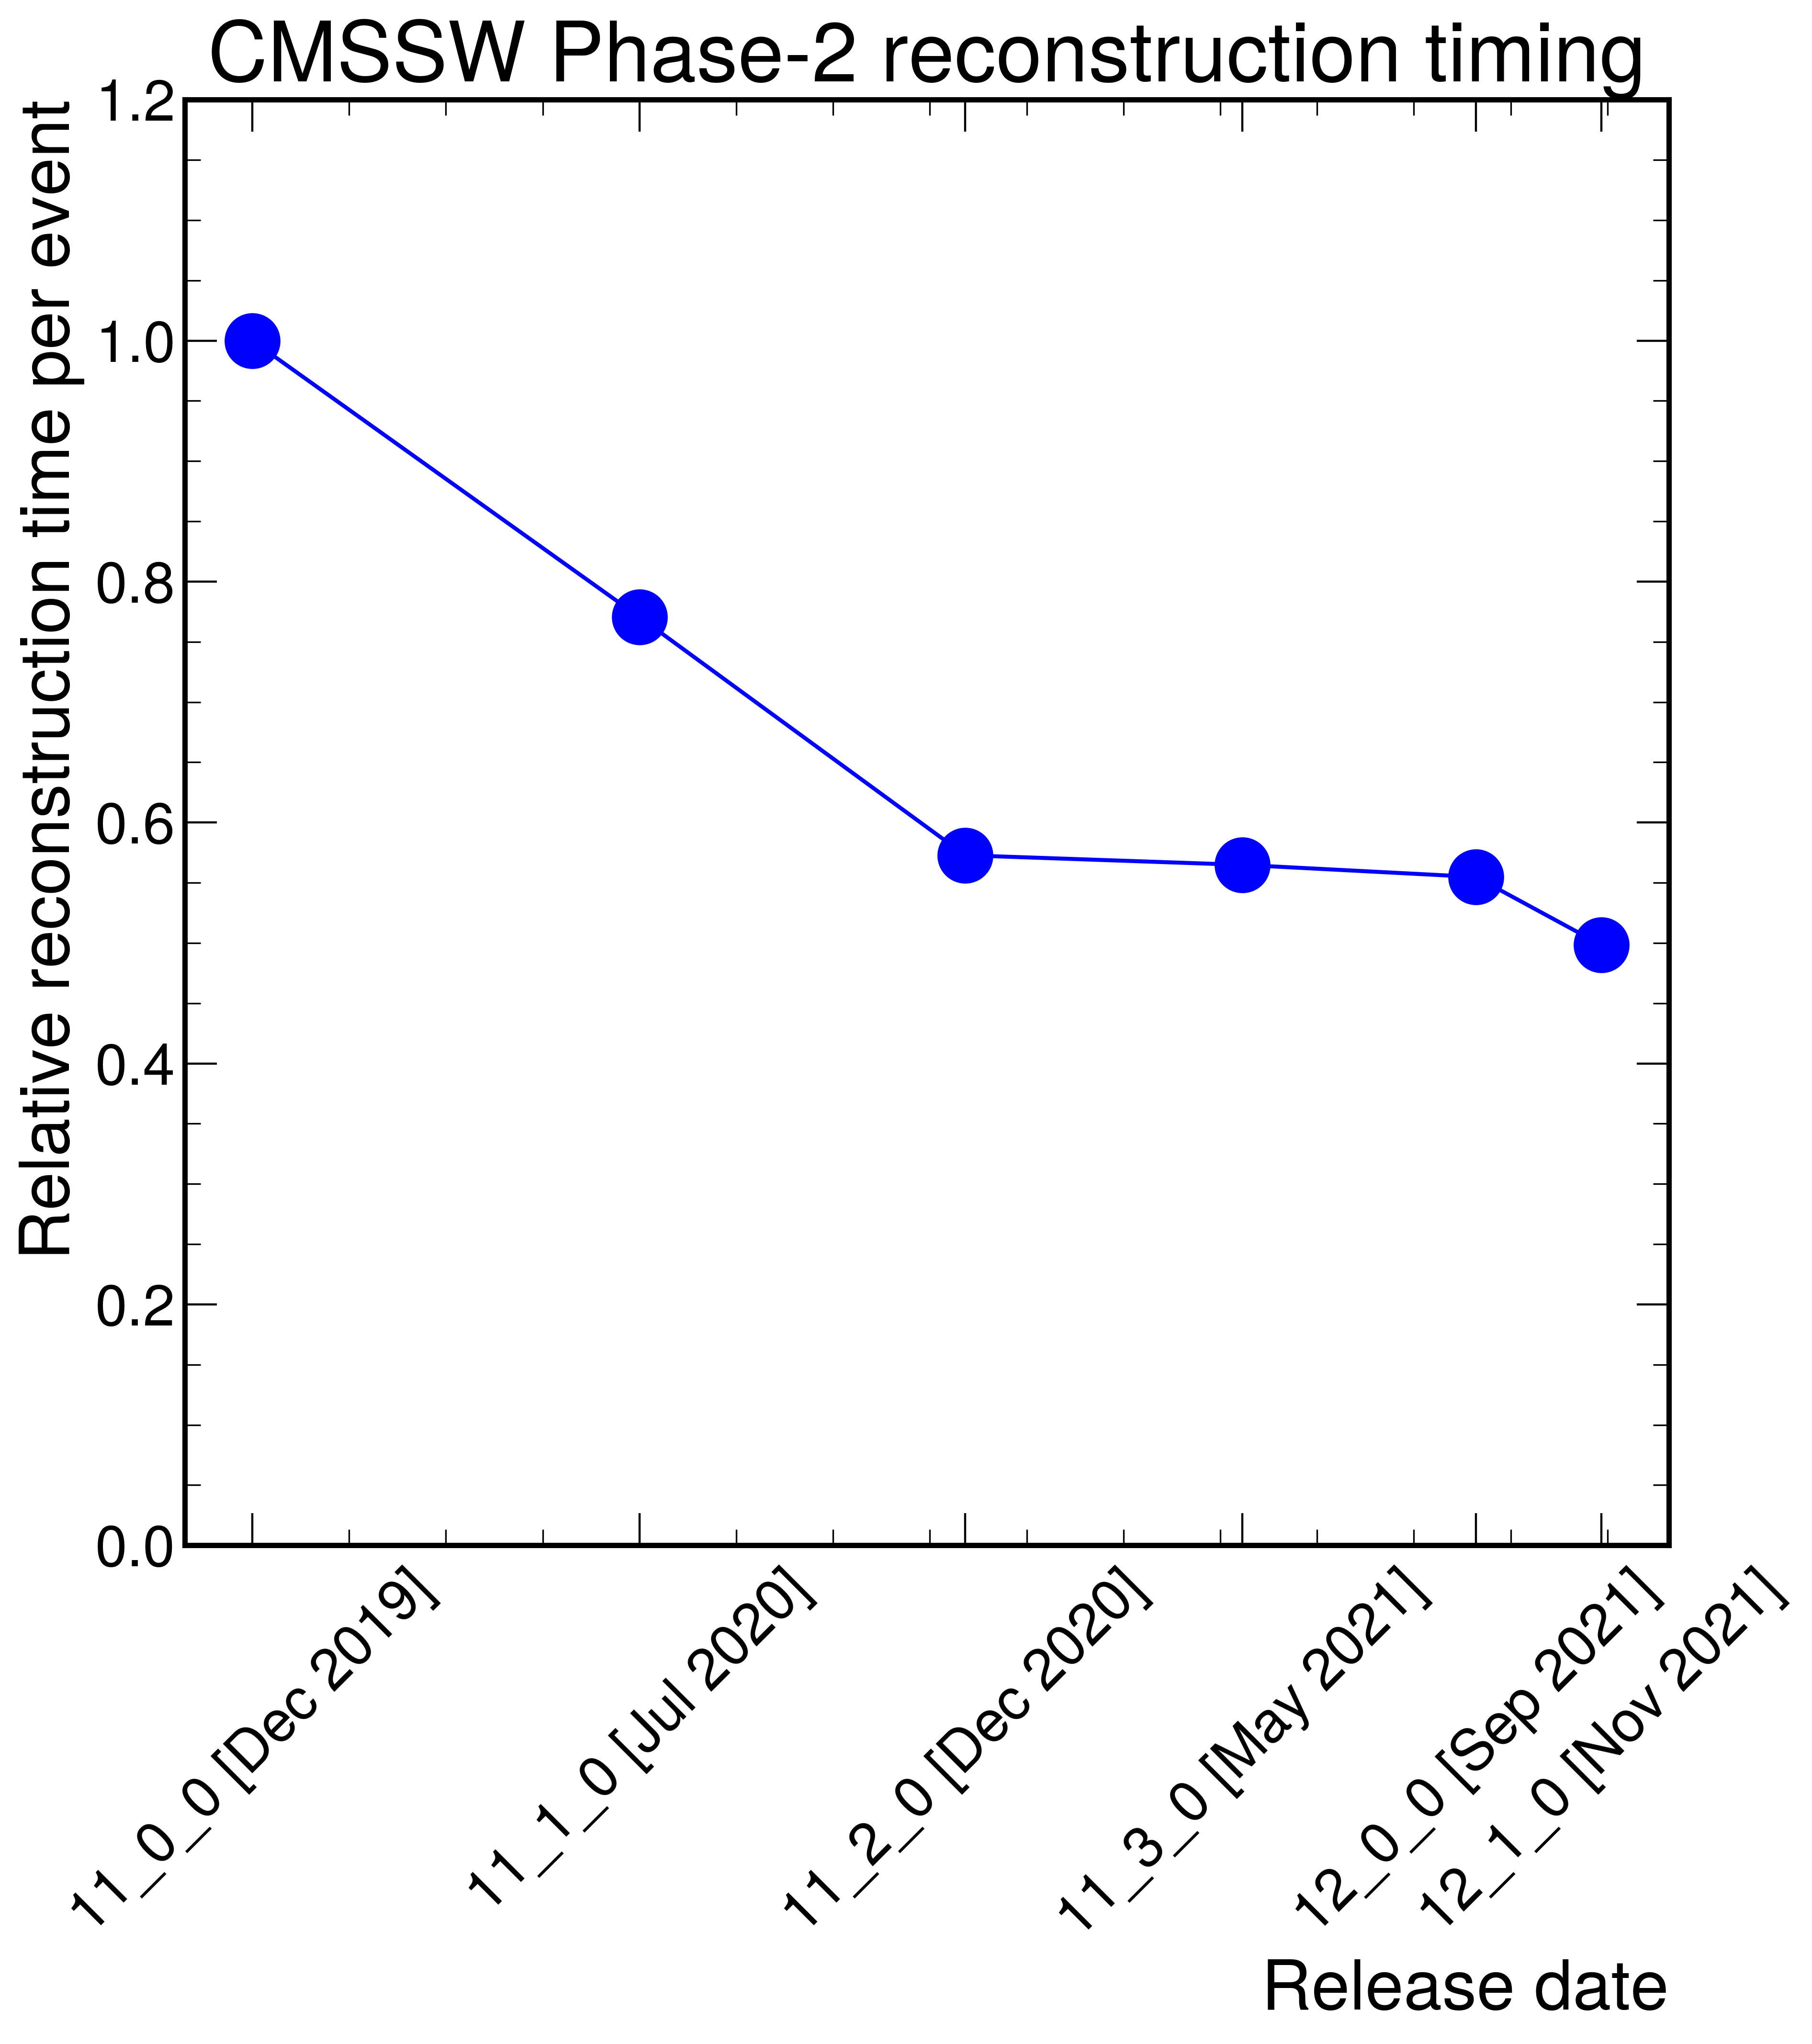 CMSSW Phase-2 reconstruction timing
Relative reconstruction time per event
1.2
1.0
0.8
0.6
0.4
0.2
0.0
11_0_0 [Dec 2019]
11_1_0 [Jul 2020]
11_2_0 [Dec 2020]
11_3_0 [May 2021]
12_0_0 [Sep 2021]
12_1_0 [Nov 2021]
Release date